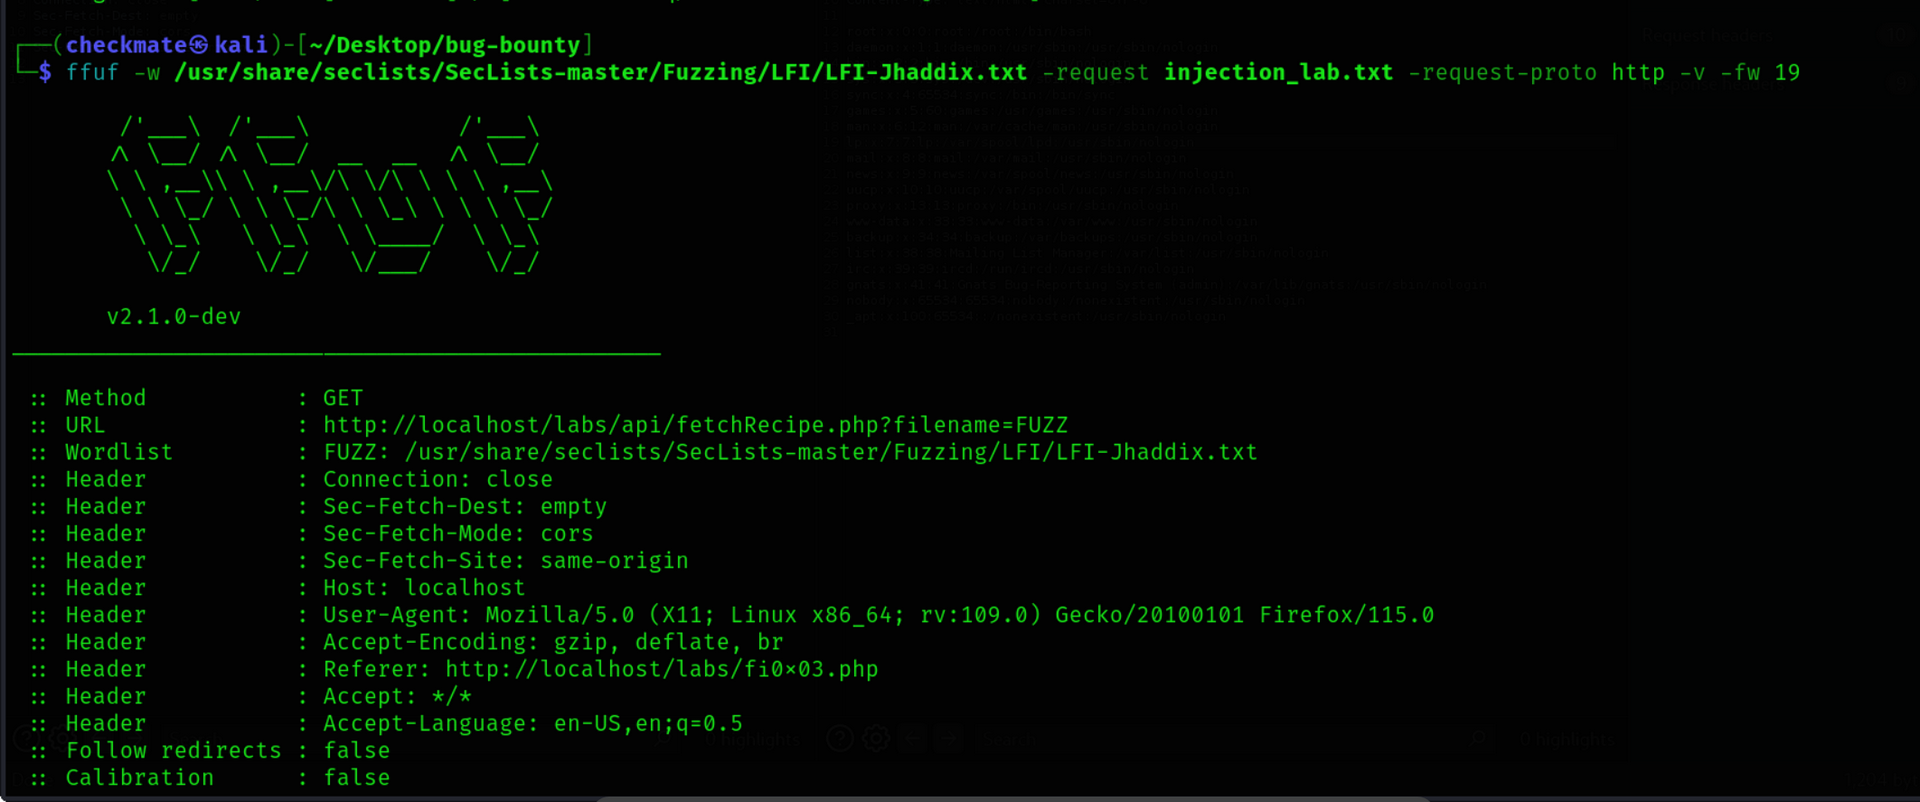 ┌──(checkmate㉿kali)-[~/Desktop/bug-bounty]
└─$ ffuf -w /usr/share/seclists/SecLists-master/Fuzzing/LFI/LFI-Jhaddix.txt -request injection_lab.txt -request-proto http -v -fw 19
v2.1.0-dev
:: Method : GET
:: URL : http://localhost/labs/api/fetchRecipe.php?filename=FUZZ
:: Wordlist : FUZZ: /usr/share/seclists/SecLists-master/Fuzzing/LFI/LFI-Jhaddix.txt
:: Header : Connection: close
:: Header : Sec-Fetch-Dest: empty
:: Header : Sec-Fetch-Mode: cors
:: Header : Sec-Fetch-Site: same-origin
:: Header : Host: localhost
:: Header : User-Agent: Mozilla/5.0 (X11; Linux x86_64; rv:109.0) Gecko/20100101 Firefox/115.0
:: Header : Accept-Encoding: gzip, deflate, br
:: Header : Referer: http://localhost/labs/fi0×03.php
:: Header : Accept: */*
:: Header : Accept-Language: en-US,en;q=0.5
:: Follow redirects : false
:: Calibration : false